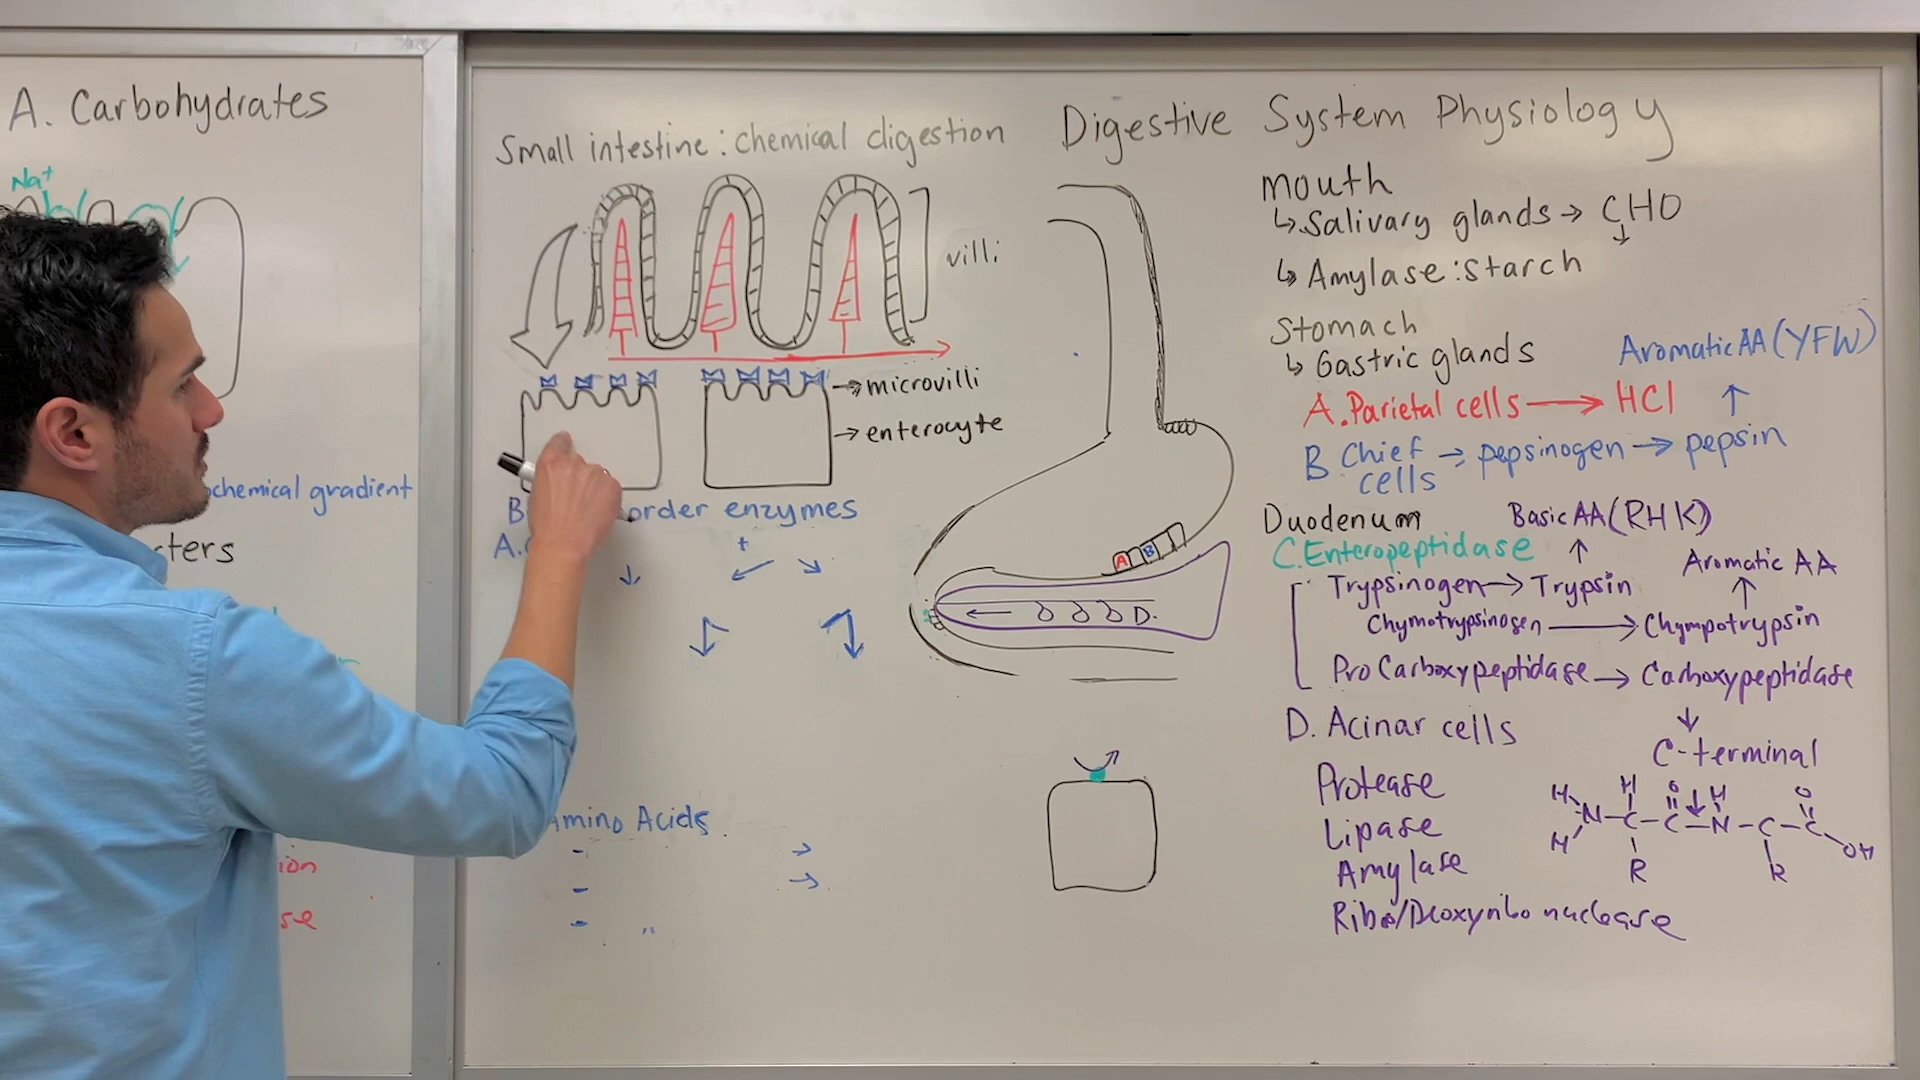 A. Carbohydrates
Na+
chemical gradient
ters
ion
se
Small intestine: chemical digestion
villi
→ microvilli
→ enterocyte
B order enzymes
A.
+
Amino Acids
-
-
- "
Digestive System Physiology
mouth
↳ Salivary glands → CHO
↓
↳ Amylase: starch
Stomach
↳ Gastric glands
Aromatic AA (YFW)
↑
A. Parietal cells → HCl
B Chief cells → pepsinogen → pepsin
Duodenum
Basic AA (RHK)
↑
C. Enteropeptidase
Aromatic AA
↑
Trypsinogen → Trypsin
Chymotrypsinogen → Chympotrypsin
Pro Carboxypeptidase → Carboxypeptidase
↓
C-terminal
D. Acinar cells
Protease
Lipase
Amylase
Ribo/Deoxyribo nuclease
A B
D.
H H O H O
N-C-C-N-C-C
H R R OH